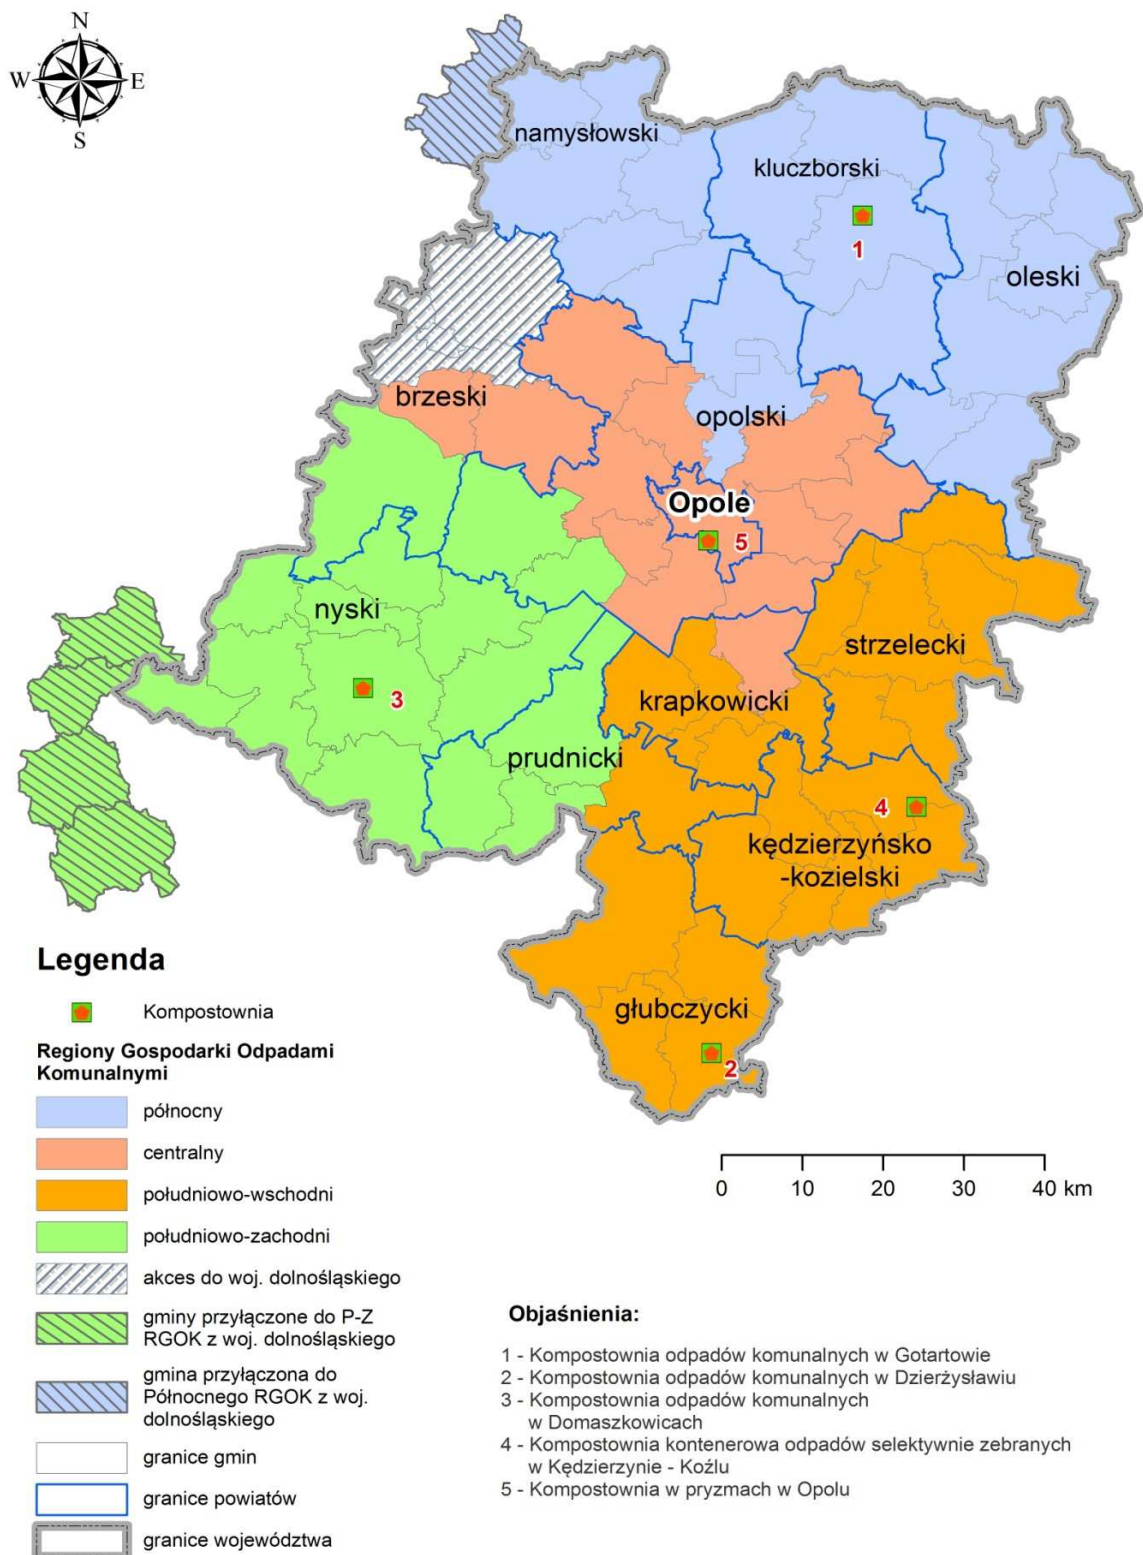 N
W
E
S
namysłowski
kluczborski
1
oleski
brzeski
opolski
Opole
5
nyski
strzelecki
3
krapkowicki
prudnicki
4
kędzierzyńsko
-kozielski
głubczycki
2
0 10 20 30 40 km
Legenda
Kompostownia
Regiony Gospodarki Odpadami
Komunalnymi
północny
centralny
południowo-wschodni
południowo-zachodni
akces do woj. dolnośląskiego
gminy przyłączone do P-Z
RGOK z woj. dolnośląskiego
gmina przyłączona do
Północnego RGOK z woj.
dolnośląskiego
granice gmin
granice powiatów
granice województwa
Objaśnienia:
1 - Kompostownia odpadów komunalnych w Gotartowie
2 - Kompostownia odpadów komunalnych w Dzierżysławiu
3 - Kompostownia odpadów komunalnych
w Domaszkowicach
4 - Kompostownia kontenerowa odpadów selektywnie zebranych
w Kędzierzynie - Koźlu
5 - Kompostownia w pryzmach w Opolu